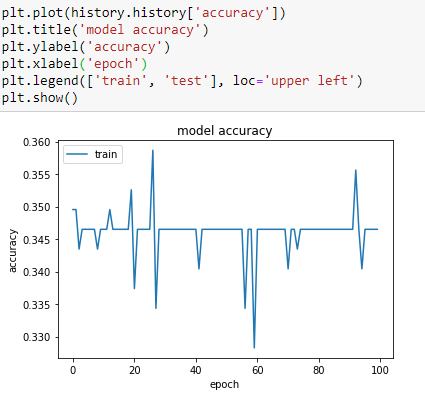 plt.plot(history.history['accuracy'])
plt.title('model accuracy')
plt.ylabel('accuracy')
plt.xlabel('epoch')
plt.legend(['train', 'test'], loc='upper left')
plt.show()
model accuracy
train
0.360
0.355
0.350
0.345
0.340
0.335
0.330
accuracy
0 20 40 60 80 100
epoch